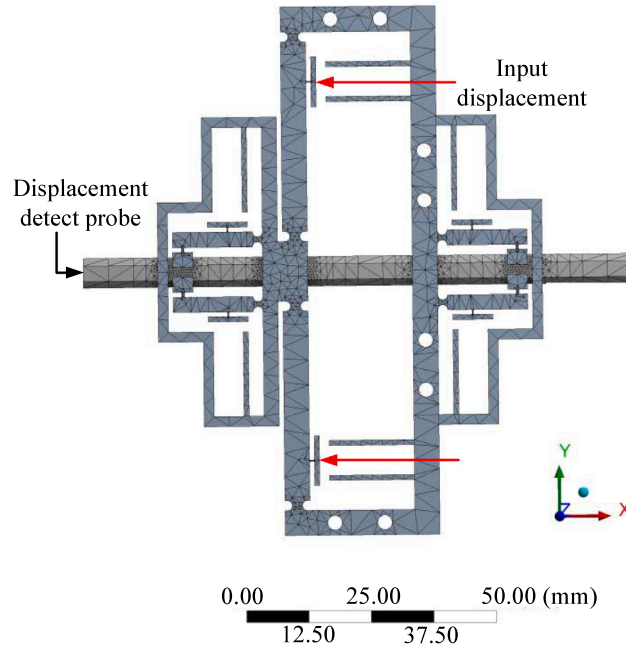 Input
displacement
Displacement
detect probe
Y
Z
X
0.00 25.00 50.00 (mm)
12.50 37.50